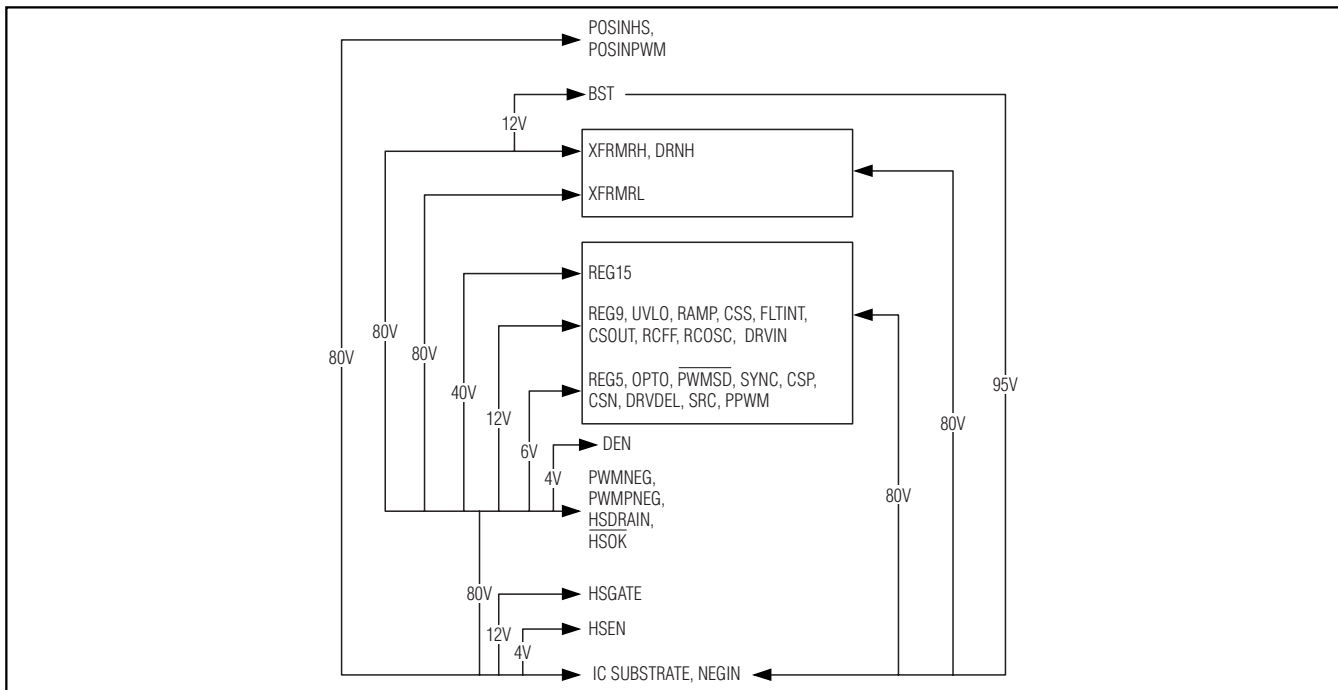 POSINHS,
POSINPWM
BST
12V
XFRMRH, DRNH
XFRMRL
REG15
REG9, UVLO, RAMP, CSS, FLTINT,
CSOUT, RCFF, RCOSC, DRVIN
REG5, OPTO, PWMSD, SYNC, CSP,
CSN, DRVDEL, SRC, PPWM
80V
80V
80V
40V
12V
6V
4V
DEN
95V
80V
80V
PWMNEG,
PWMPNEG,
HSDRAIN,
HSOK
80V
12V
4V
HSGATE
HSEN
IC SUBSTRATE, NEGIN